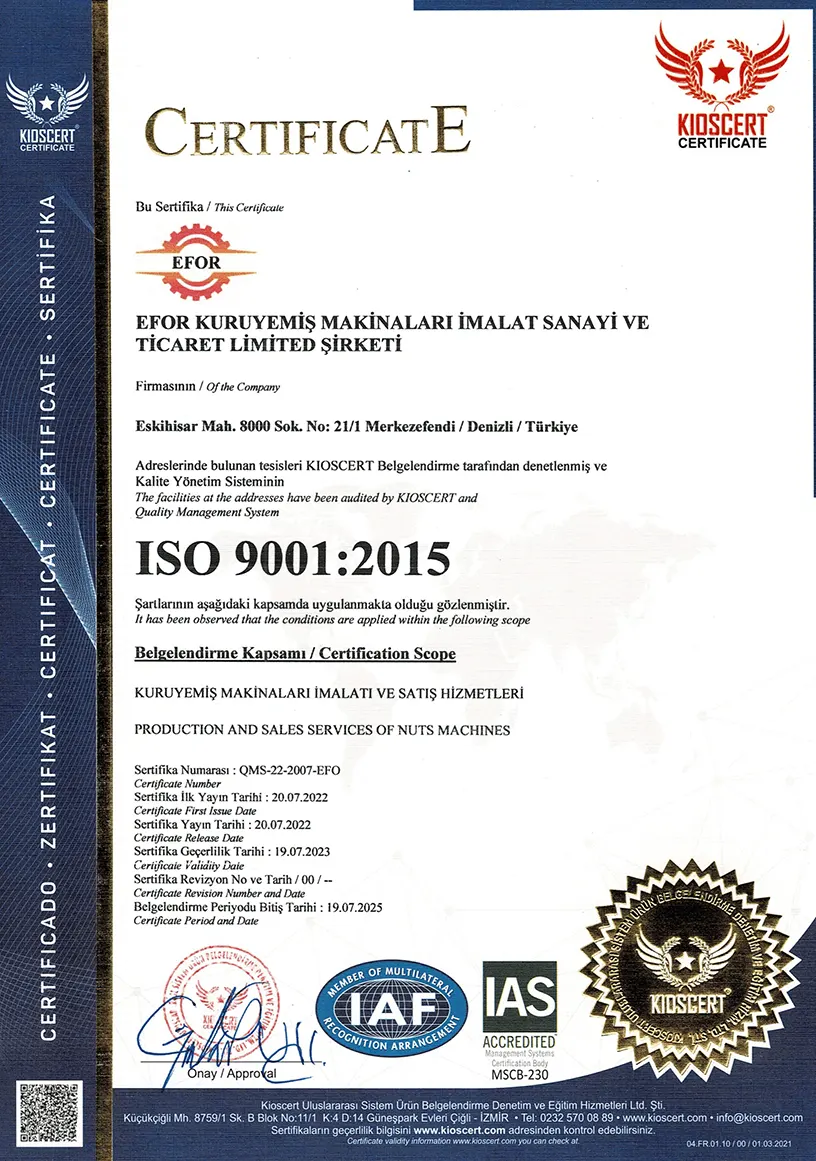 KIOSCERT
CERTIFICATE
CERTIFICADO • ZERTIFIKAT • CERTIFICAT • CERTIFICATE • SERTİFİKA
KIOSCERT®
CERTIFICATE
CERTIFICATE
Bu Sertifika / This Certificate
EFOR
EFOR KURUYEMİŞ MAKİNALARI İMALAT SANAYİ VE
TİCARET LİMİTED ŞİRKETİ
Firmasının / Of the Company
Eskihisar Mah. 8000 Sok. No: 21/1 Merkezefendi / Denizli / Türkiye
Adreslerinde bulunan tesisleri KIOSCERT Belgelendirme tarafından denetlenmiş ve
Kalite Yönetim Sisteminin
The facilities at the addresses have been audited by KIOSCERT and
Quality Management System
ISO 9001:2015
Şartlarının aşağıdaki kapsamda uygulanmakta olduğu gözlenmiştir.
It has been observed that the conditions are applied within the following scope
Belgelendirme Kapsamı / Certification Scope
KURUYEMİŞ MAKİNALARI İMALATI VE SATIŞ HİZMETLERİ
PRODUCTION AND SALES SERVICES OF NUTS MACHINES
Sertifika Numarası : QMS-22-2007-EFO
Certificate Number
Sertifika İlk Yayın Tarihi : 20.07.2022
Certificate First Issue Date
Sertifika Yayın Tarihi : 20.07.2022
Certificate Release Date
Sertifika Geçerlilik Tarihi : 19.07.2023
Certificate Validity Date
Sertifika Revizyon No ve Tarih / 00 / --
Certificate Revision Number and Date
Belgelendirme Periyodu Bitiş Tarihi : 19.07.2025
Certificate Period and Date
Onay / Approval
MEMBER OF MULTILATERAL
IAF
RECOGNITION ARRANGEMENT
IAS
ACCREDITED
Management Systems
Certification Body
MSCB-230
KIOSCERT
Kioscert Uluslararası Sistem Ürün Belgelendirme Denetim ve Eğitim Hizmetleri Ltd. Şti.
Küçükçiğli Mh. 8759/1 Sk. B Blok No:11/1 K:4 D:14 Güneşpark Evleri Çiğli - İZMİR • Tel: 0232 570 08 89 • www.kioscert.com • info@kioscert.com
Sertifikaların geçerlilik bilgisini www.kioscert.com adresinden kontrol edebilirsiniz.
Certificate validity information www.kioscert.com you can check at.
04.FR.01.10 / 00 / 01.03.2021